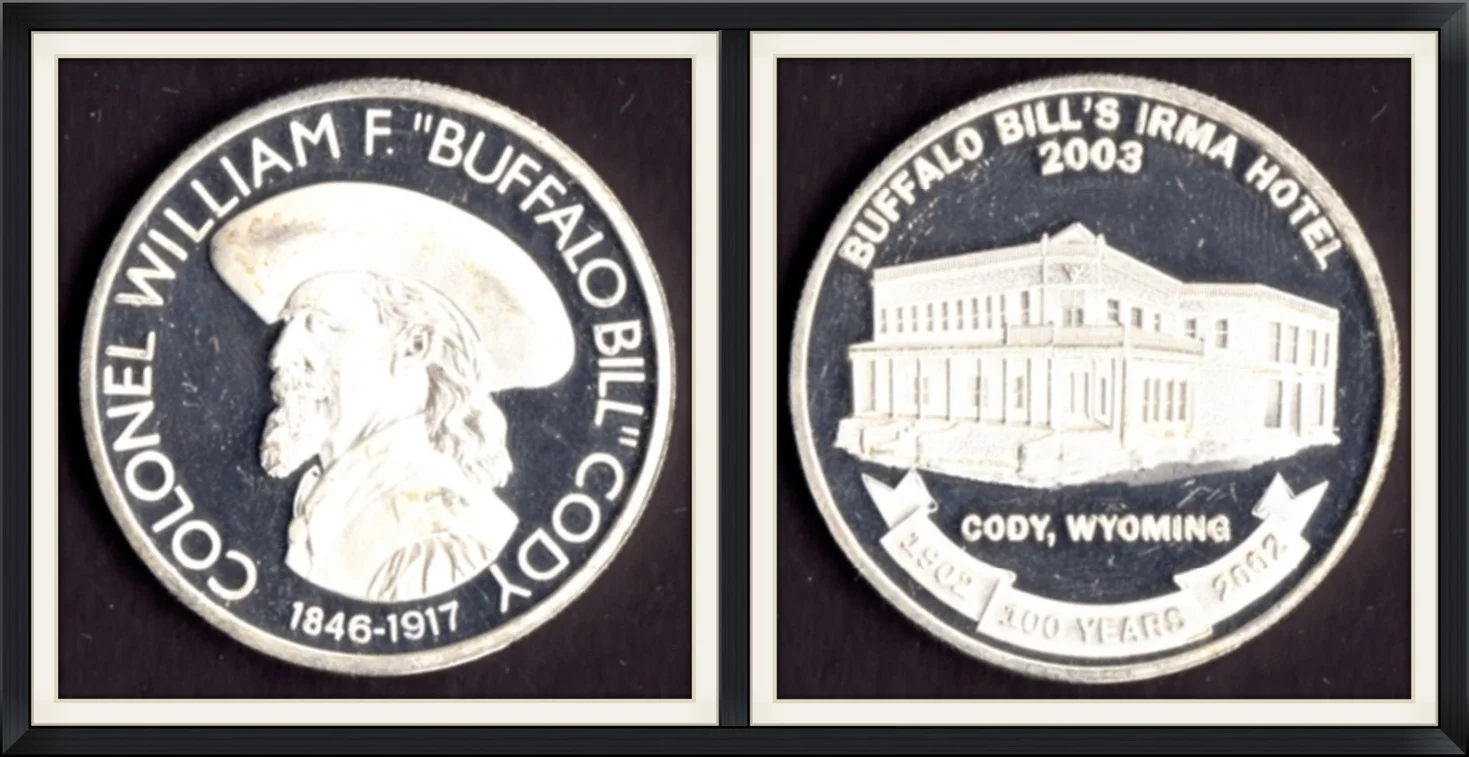 COLONEL WILLIAM F. "BUFFALO BILL" CODY
1846-1917
BUFFALO BILL'S IRMA HOTEL
2003
CODY, WYOMING
1902
100 YEARS
2002